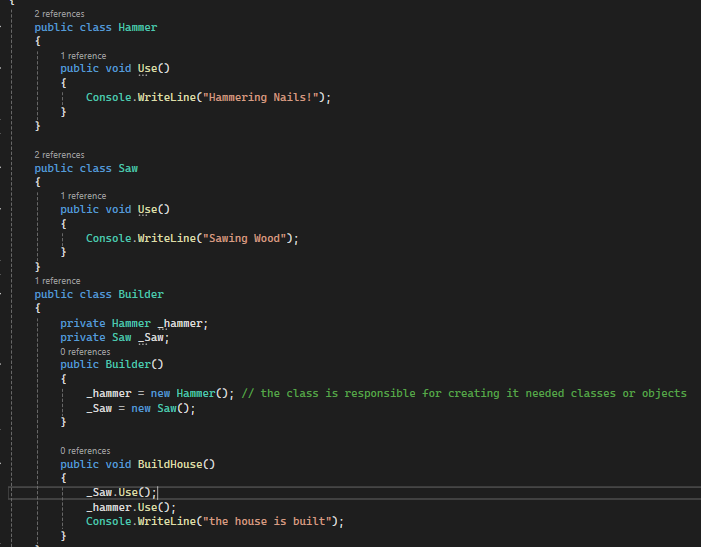 {
2 references
public class Hammer
{
1 reference
public void Use()
{
Console.WriteLine("Hammering Nails!");
}
}
2 references
public class Saw
{
1 reference
public void Use()
{
Console.WriteLine("Sawing Wood");
}
}
1 reference
public class Builder
{
private Hammer _hammer;
private Saw _Saw;
0 references
public Builder()
{
_hammer = new Hammer(); // the class is responsible for creating it needed classes or objects
_Saw = new Saw();
}
0 references
public void BuildHouse()
{
_Saw.Use();
_hammer.Use();
Console.WriteLine("the house is built");
}
}